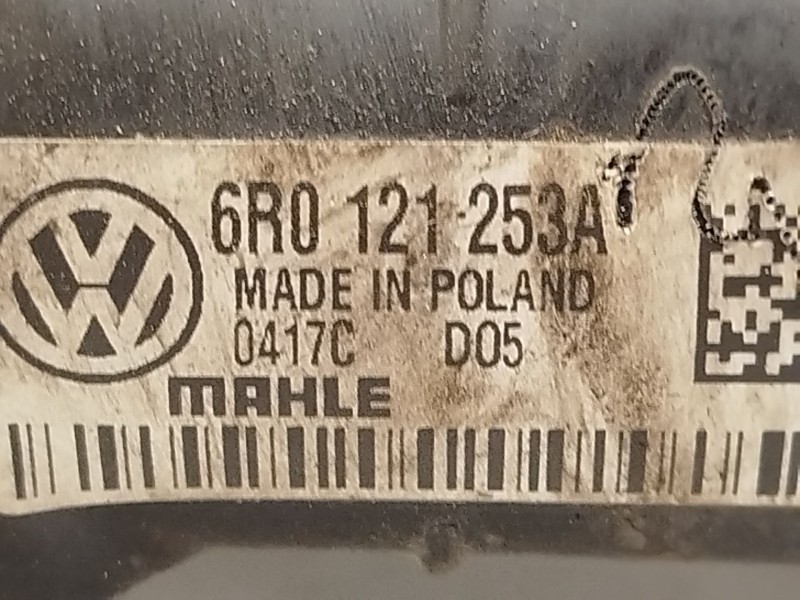 6R0 121 253A
MADE IN POLAND
0417C D05
MAHLE